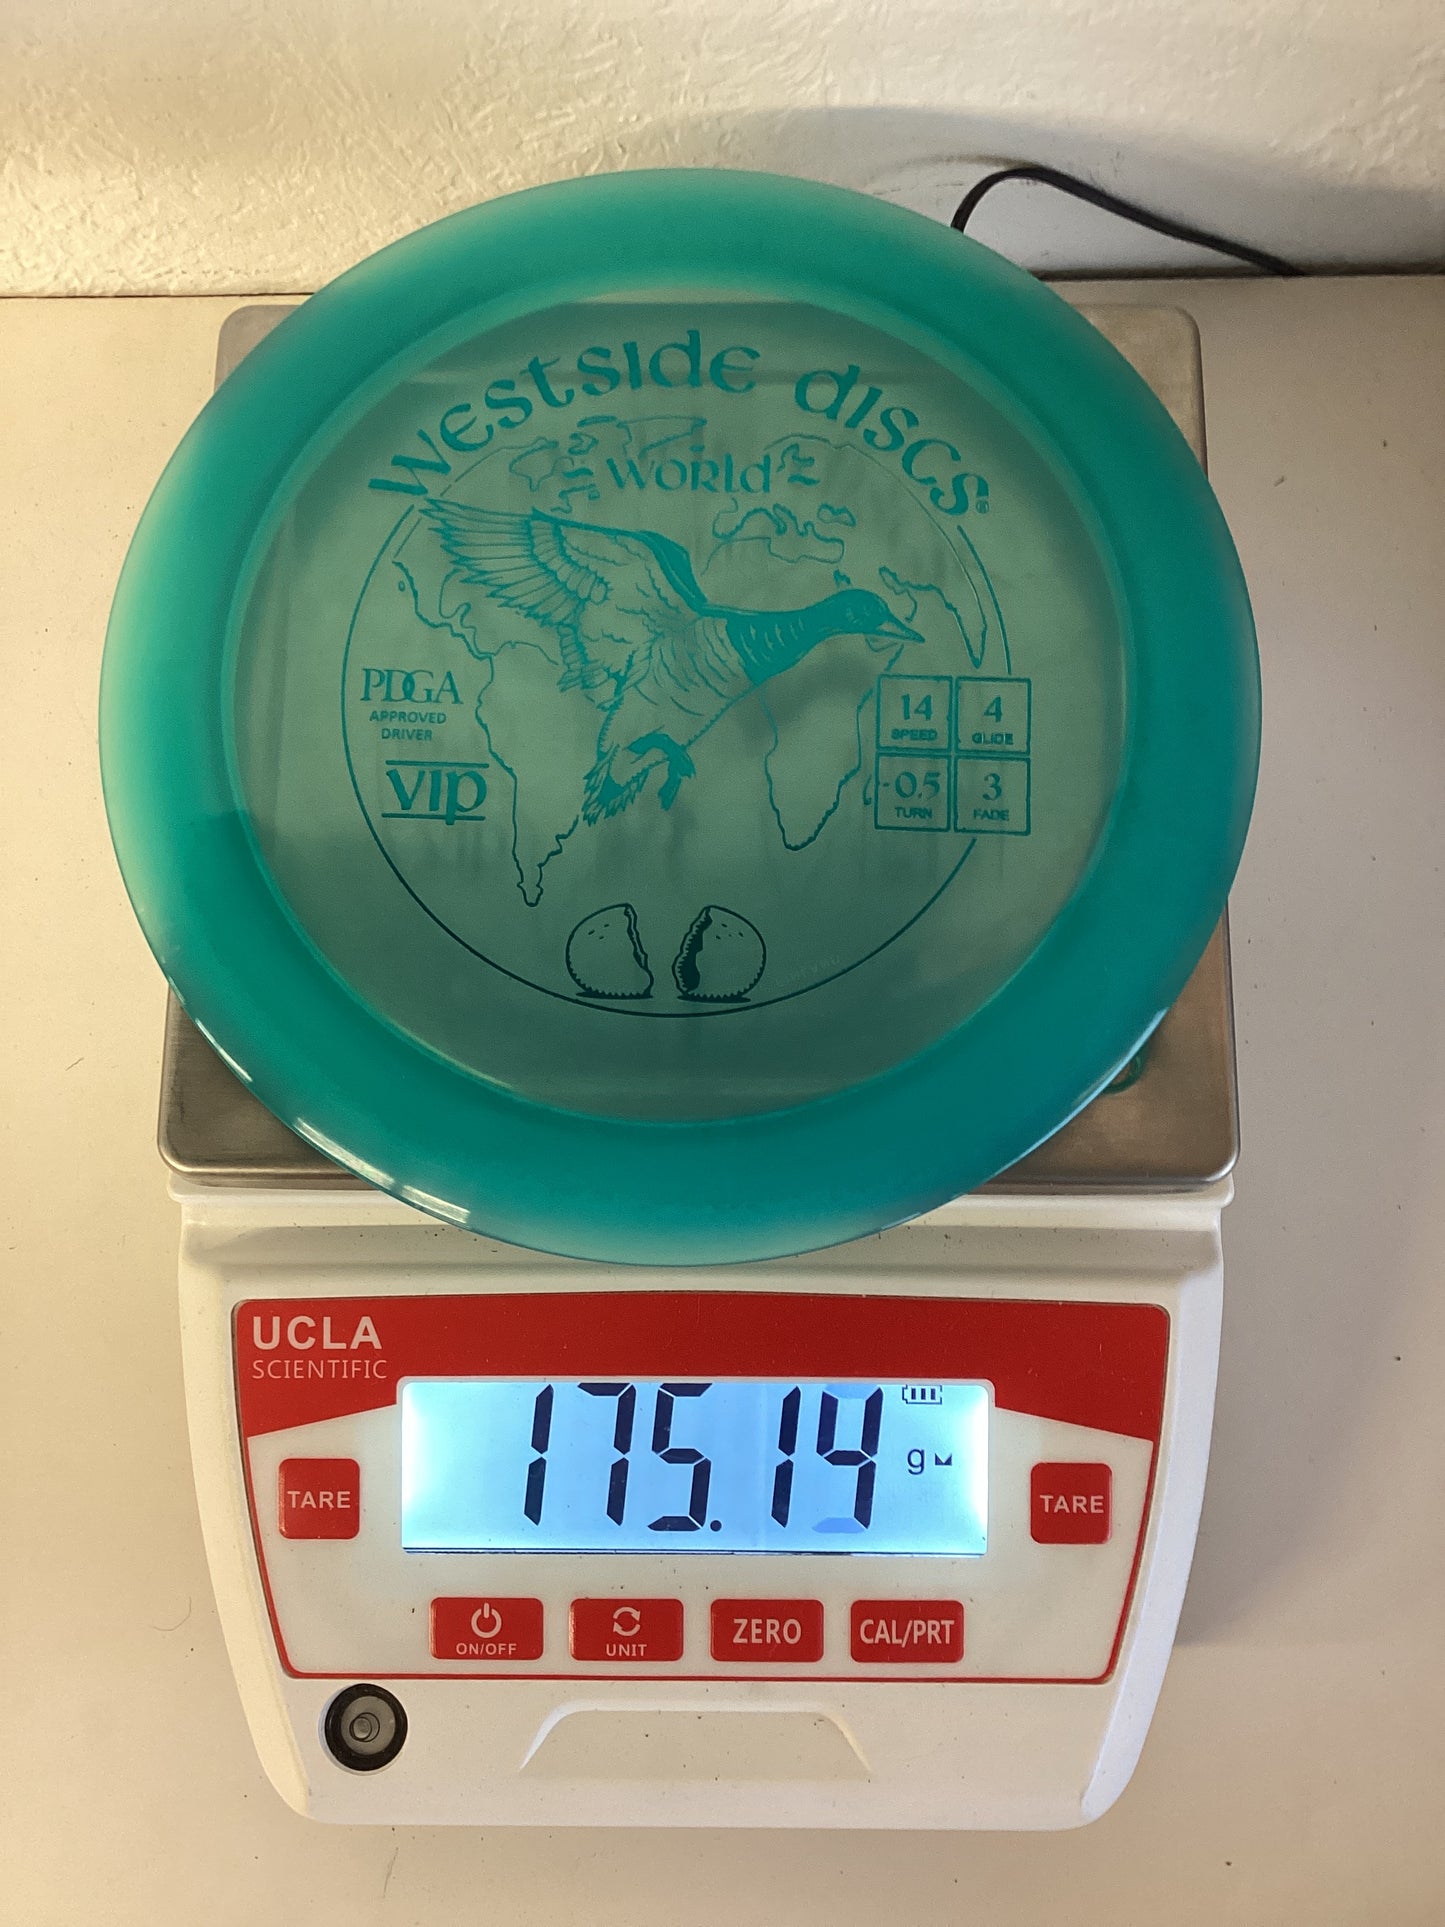 Westside discs®
World
PDGA
APPROVED
DRIVER
VIP
14 4
SPEED GLIDE
-0.5 3
TURN FADE
UCLA
SCIENTIFIC
175.14 g
TARE
TARE
ON/OFF
UNIT
ZERO
CAL/PRT